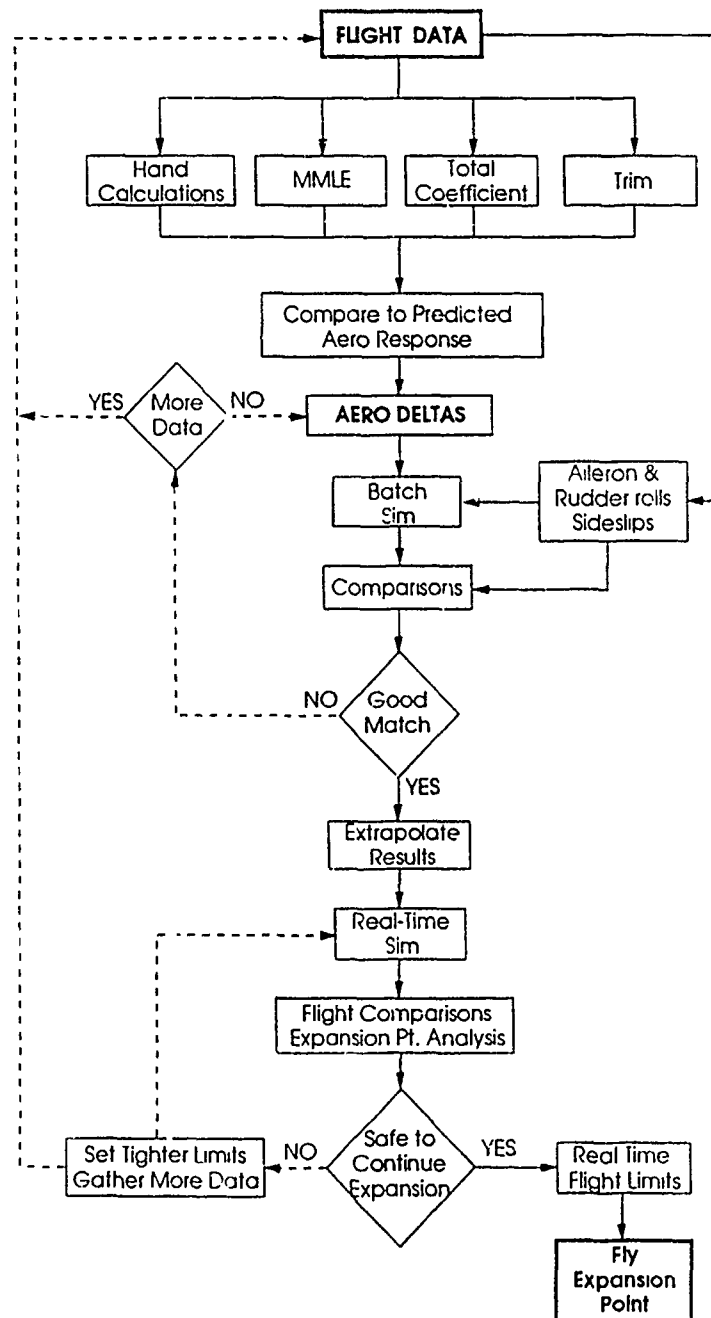 FLIGHT DATA
Hand
Calculations
MMLE
Total
Coefficient
Trim
Compare to Predicted
Aero Response
YES
More
Data
NO
AERO DELTAS
Batch
Sim
Aileron &
Rudder rolls
Sideslips
Comparisons
NO
Good
Match
YES
Extrapolate
Results
Real-Time
Sim
Flight Comparisons
Expansion Pt. Analysis
Set Tighter Limits
Gather More Data
NO
Safe to
Continue
Expansion
YES
Real Time
Flight Limits
Fly
Expansion
Point